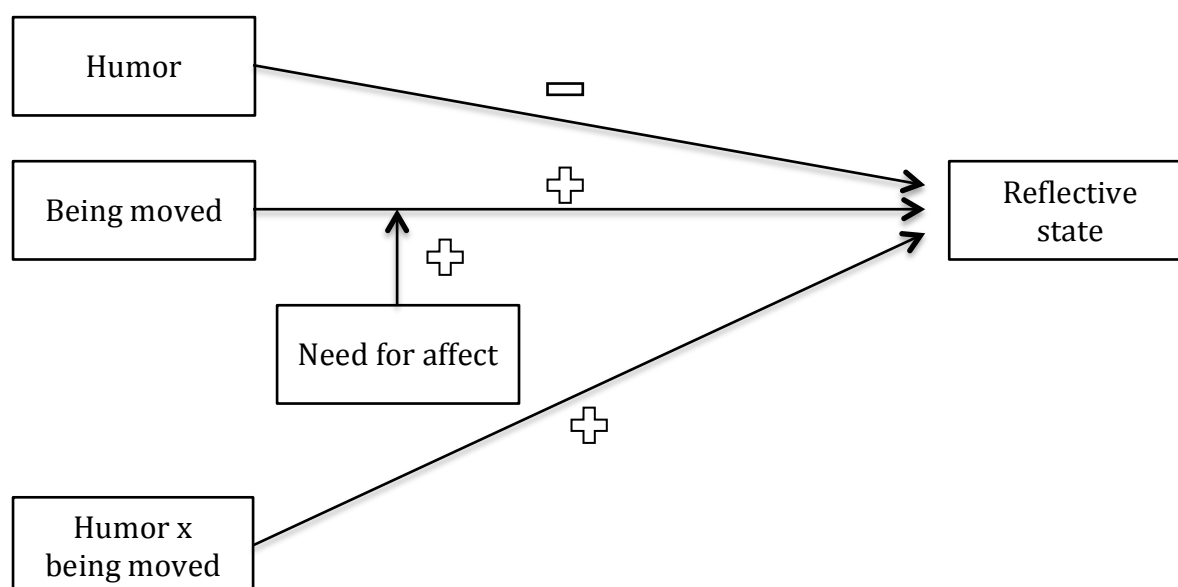 Humor
Being moved
Reflective
state
Need for affect
Humor x
being moved